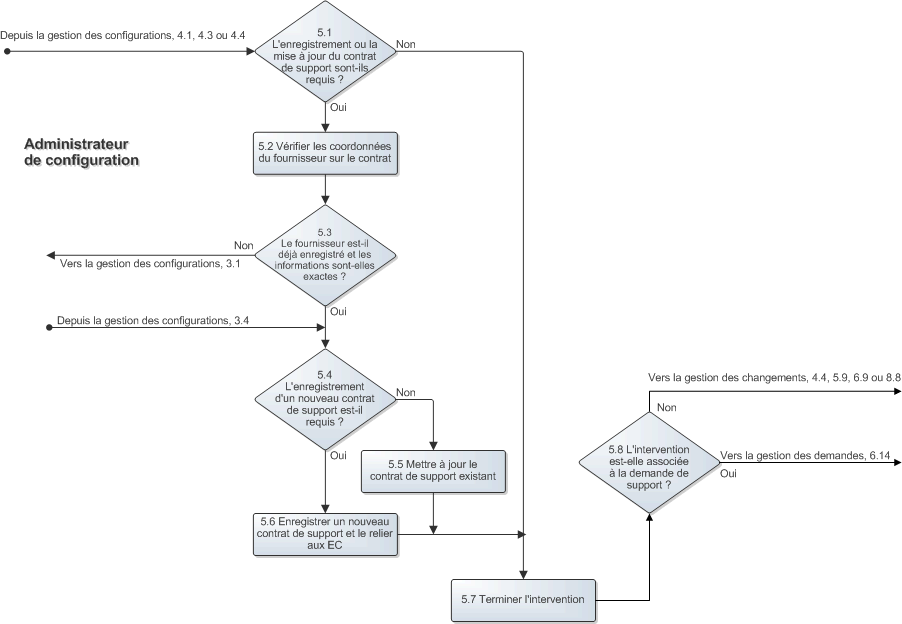 Depuis la gestion des configurations, 4.1, 4.3 ou 4.4
5.1
L'enregistrement ou la
mise à jour du contrat
de support sont-ils
requis ?
Non
Oui
Administrateur
de configuration
5.2 Vérifier les coordonnées
du fournisseur sur le contrat
5.3
Le fournisseur est-il
déjà enregistré et les
informations sont-elles
exactes ?
Non
Vers la gestion des configurations, 3.1
Oui
Depuis la gestion des configurations, 3.4
5.4
L'enregistrement
d'un nouveau contrat
de support est-il
requis ?
Non
Oui
5.5 Mettre à jour le
contrat de support existant
5.6 Enregistrer un nouveau
contrat de support et le relier
aux EC
5.7 Terminer l'intervention
Vers la gestion des changements, 4.4, 5.9, 6.9 ou 8.8
Non
5.8 L'intervention
est-elle associée
à la demande de
support ?
Vers la gestion des demandes, 6.14
Oui